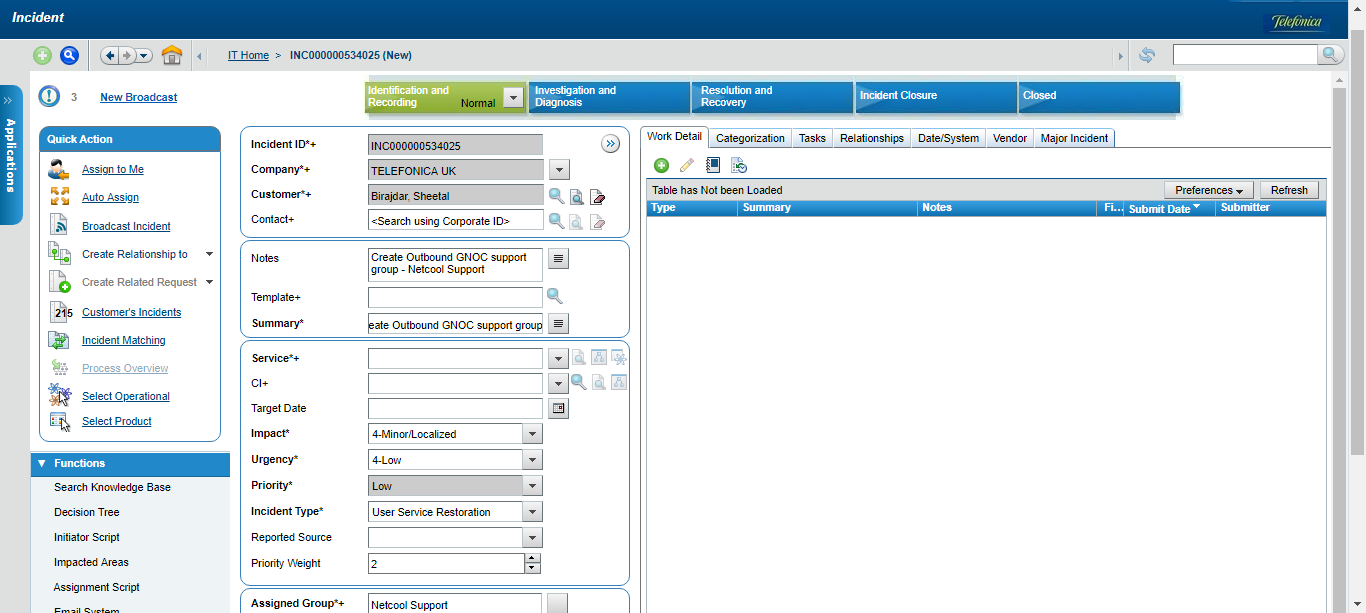 Incident
Telefónica
IT Home > INC000000534025 (New)
3 New Broadcast
Identification and
Recording
Normal
Investigation and
Diagnosis
Resolution and
Recovery
Incident Closure
Closed
Applications
Quick Action
Assign to Me
Auto Assign
Broadcast Incident
Create Relationship to
Create Related Request
215
Customer's Incidents
Incident Matching
Process Overview
Select Operational
Select Product
Functions
Search Knowledge Base
Decision Tree
Initiator Script
Impacted Areas
Assignment Script
Email System
Incident ID*+ INC000000534025
Company*+ TELEFONICA UK
Customer*+ Birajdar, Sheetal
Contact+ <Search using Corporate ID>
Notes Create Outbound GNOC support
group - Netcool Support
Template+
Summary* eate Outbound GNOC support group
Service*+
CI+
Target Date
Impact* 4-Minor/Localized
Urgency* 4-Low
Priority* Low
Incident Type* User Service Restoration
Reported Source
Priority Weight 2
Assigned Group*+ Netcool Support
Work Detail Categorization Tasks Relationships Date/System Vendor Major Incident
Table has Not been Loaded Preferences Refresh
Type Summary Notes Fi... Submit Date Submitter